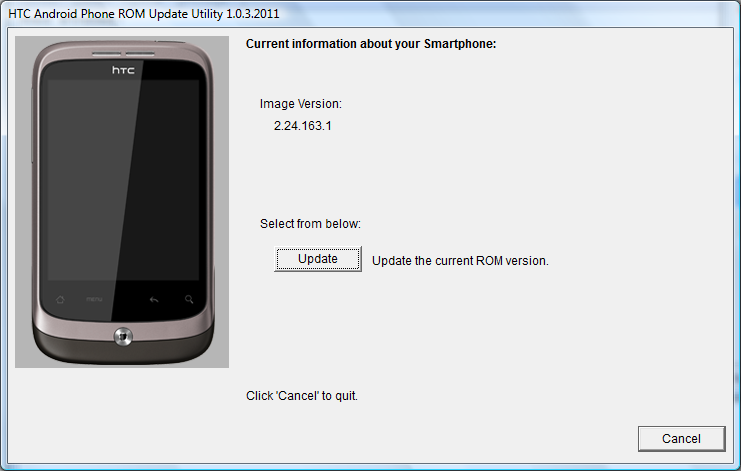 HTC Android Phone ROM Update Utility 1.0.3.2011
Current information about your Smartphone:
hTC
Image Version:
2.24.163.1
Select from below:
Update
Update the current ROM version.
MENU
Click 'Cancel' to quit.
Cancel